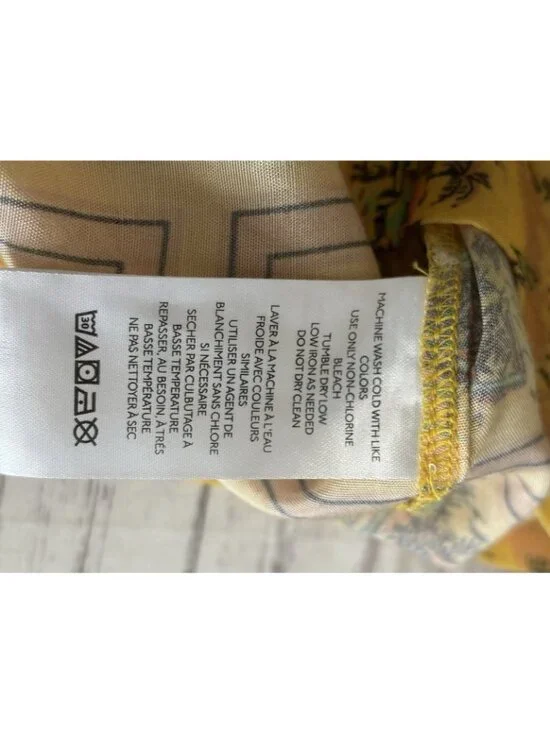 MACHINE WASH COLD WITH LIKE
COLORS
USE ONLY NON-CHLORINE
BLEACH
TUMBLE DRY LOW
LOW IRON AS NEEDED
DO NOT DRY CLEAN
LAVER À LA MACHINE À L'EAU
FROIDE AVEC COULEURS
SIMILAIRES
UTILISER UN AGENT DE
BLANCHIMENT SANS CHLORE
SI NÉCESSAIRE
SECHER PAR CULBUTAGE À
BASSE TEMPÉRATURE
REPASSER, AU BESOIN, À TRÉS
BASSE TEMPÉRATURE
NE PAS NETTOYER À SEC
30